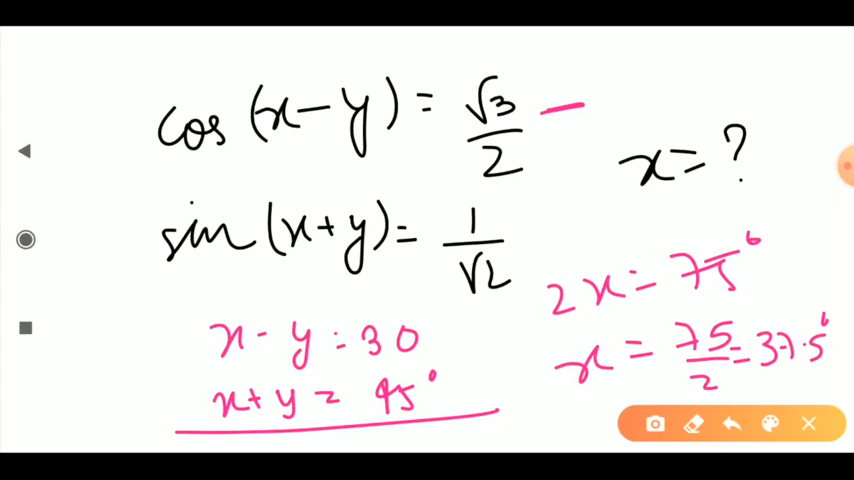 cos (x - y) = √3/2 -
x = ?
sin (x + y) = 1/√2
x - y = 30
x + y = 45°
2x = 75°
x = 75/2 = 37.5°